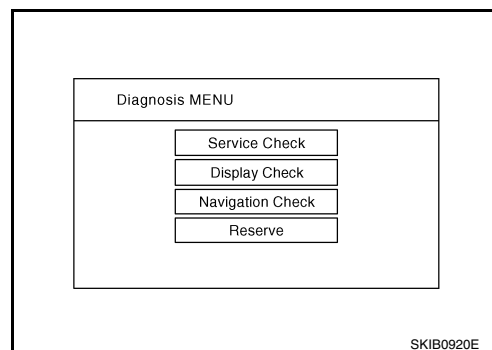 Diagnosis MENU
Service Check
Display Check
Navigation Check
Reserve
SKIB0920E